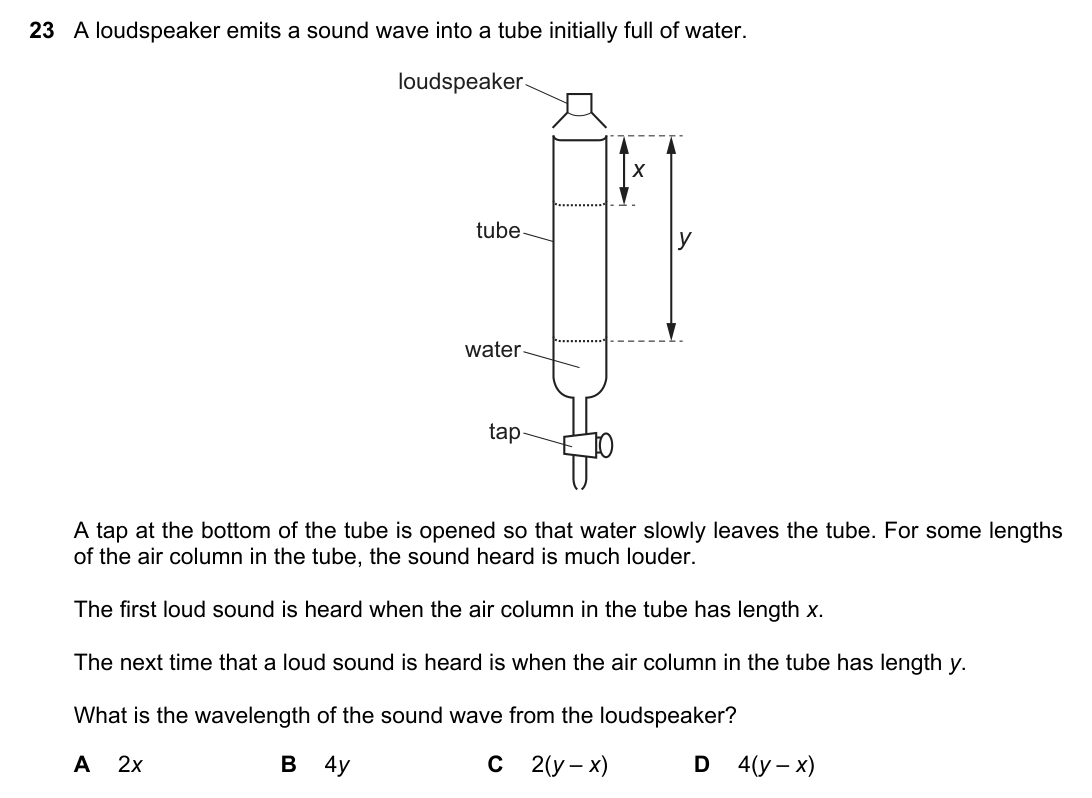 23 A loudspeaker emits a sound wave into a tube initially full of water.
loudspeaker
x
tube
y
water
tap
A tap at the bottom of the tube is opened so that water slowly leaves the tube. For some lengths
of the air column in the tube, the sound heard is much louder.
The first loud sound is heard when the air column in the tube has length x.
The next time that a loud sound is heard is when the air column in the tube has length y.
What is the wavelength of the sound wave from the loudspeaker?
A 2x B 4y C 2(y – x) D 4(y – x)